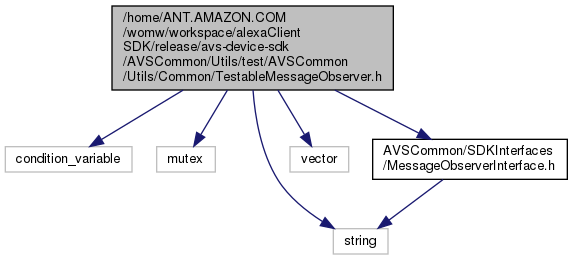 /home/ANT.AMAZON.COM
/womw/workspace/alexaClient
SDK/release/avs-device-sdk
/AVSCommon/Utils/test/AVSCommon
/Utils/Common/TestableMessageObserver.h
condition_variable
mutex
vector
AVSCommon/SDKInterfaces
/MessageObserverInterface.h
string